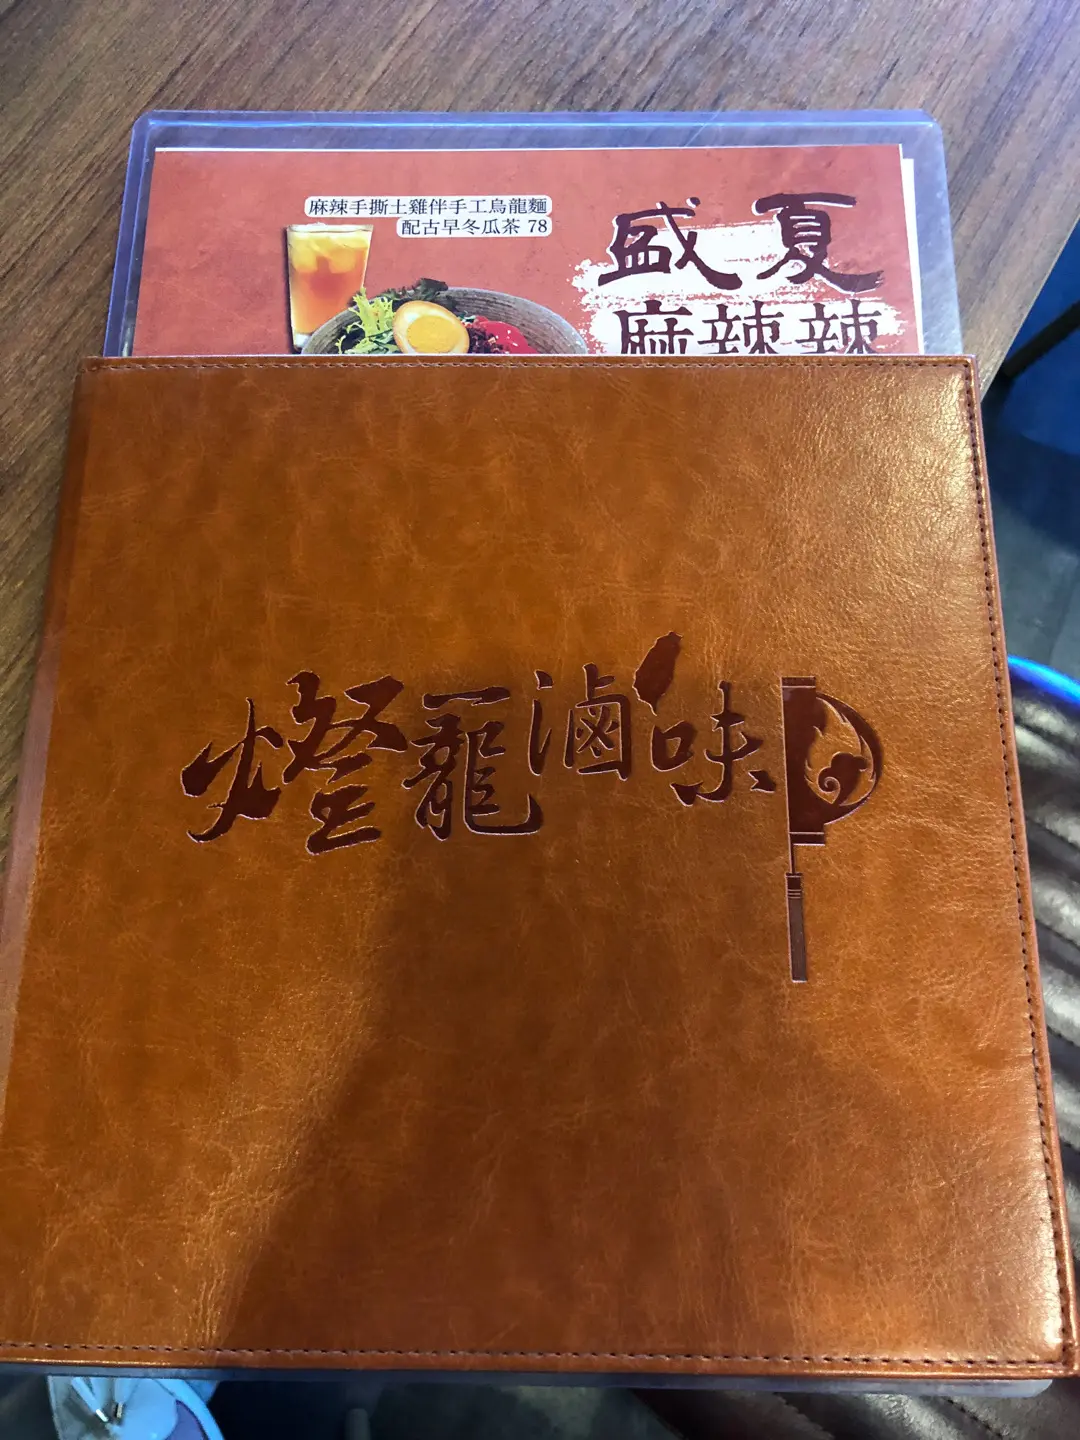 麻辣手撕土雞伴手工烏龍麵
配古早冬瓜茶 78
盛夏
麻辣辣
燈籠滷味